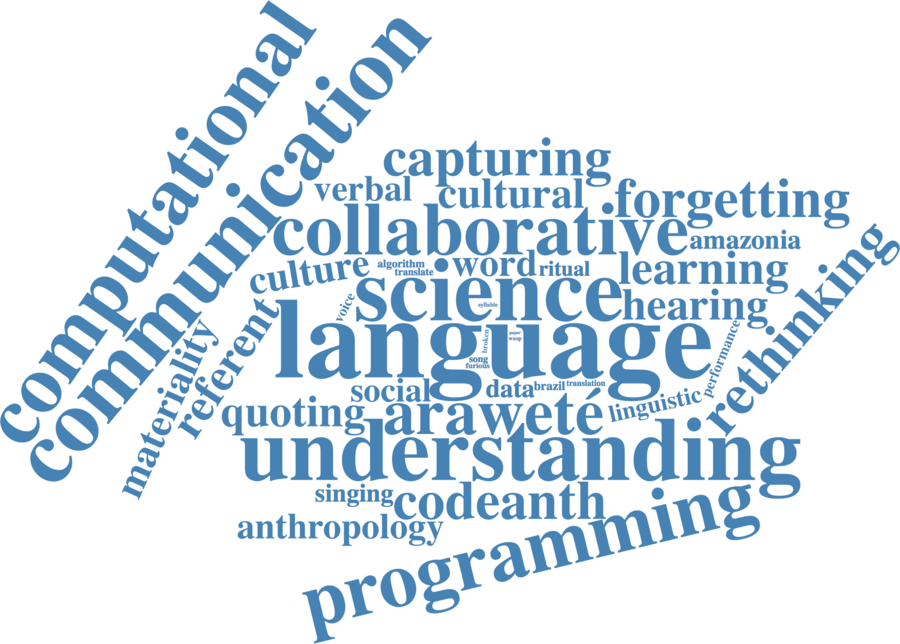 computational
communication
capturing
verbal
cultural
forgetting
collaborative
amazonia
culture
algorithm
translate
word
ritual
learning
science
hearing
rethinking
voice
syllable
language
referent
materiality
broken
paper
wasp
song
furious
performance
social
data
brazil
translation
linguistic
quoting
araweté
understanding
singing
codeanth
anthropology
programming